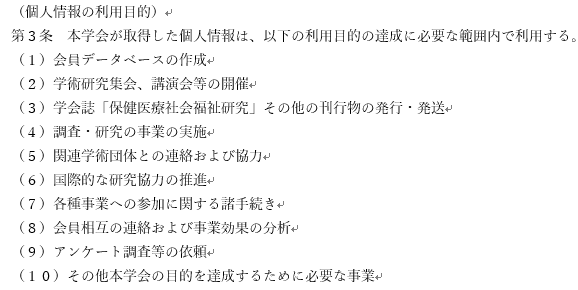 （個人情報の利用目的）
第３条　本学会が取得した個人情報は、以下の利用目的の達成に必要な範囲内で利用する。
（１）会員データベースの作成
（２）学術研究集会、講演会等の開催
（３）学会誌「保健医療社会福祉研究」その他の刊行物の発行・発送
（４）調査・研究の事業の実施
（５）関連学術団体との連絡および協力
（６）国際的な研究協力の推進
（７）各種事業への参加に関する諸手続き
（８）会員相互の連絡および事業効果の分析
（９）アンケート調査等の依頼
（１０）その他本学会の目的を達成するために必要な事業